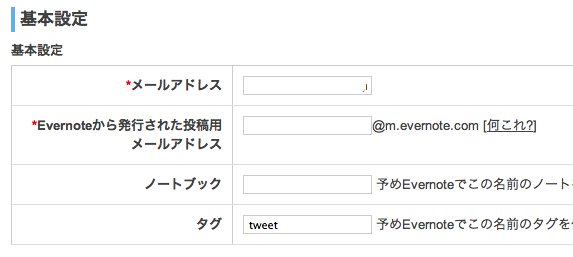 基本設定
基本設定
*メールアドレス
*Evernoteから発行された投稿用
メールアドレス
@m.evernote.com [何これ?]
ノートブック
予めEvernoteでこの名前のノート
タグ
tweet
予めEvernoteでこの名前のタグを